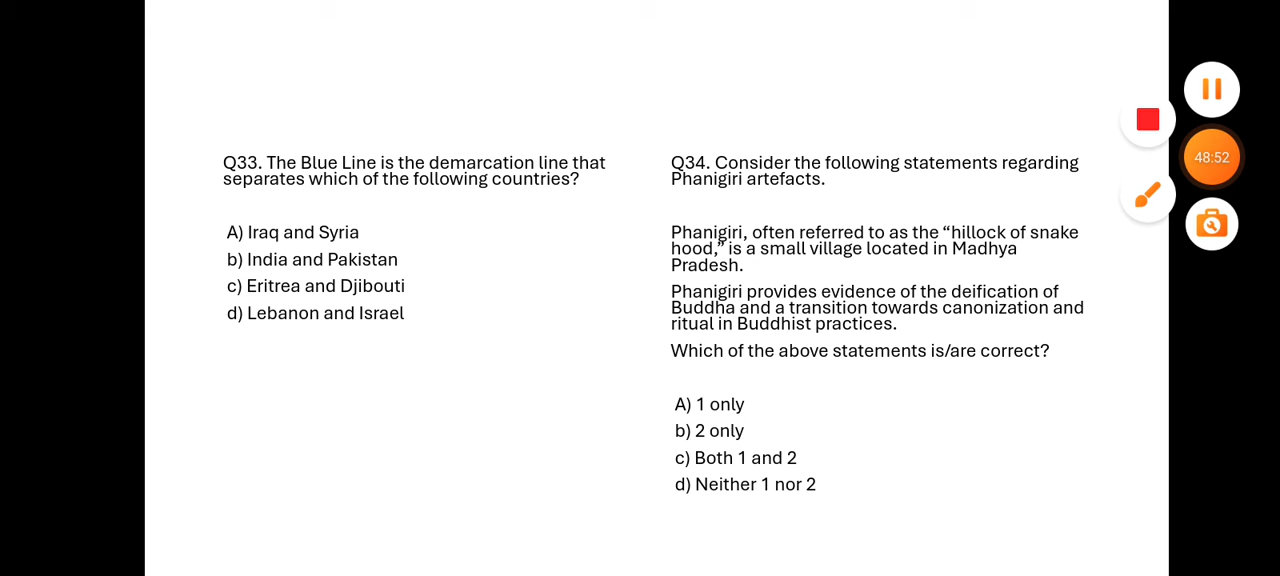 Q33. The Blue Line is the demarcation line that
separates which of the following countries?
A) Iraq and Syria
b) India and Pakistan
c) Eritrea and Djibouti
d) Lebanon and Israel
Q34. Consider the following statements regarding
Phanigiri artefacts.
Phanigiri, often referred to as the “hillock of snake
hood,” is a small village located in Madhya
Pradesh.
Phanigiri provides evidence of the deification of
Buddha and a transition towards canonization and
ritual in Buddhist practices.
Which of the above statements is/are correct?
A) 1 only
b) 2 only
c) Both 1 and 2
d) Neither 1 nor 2
48:52